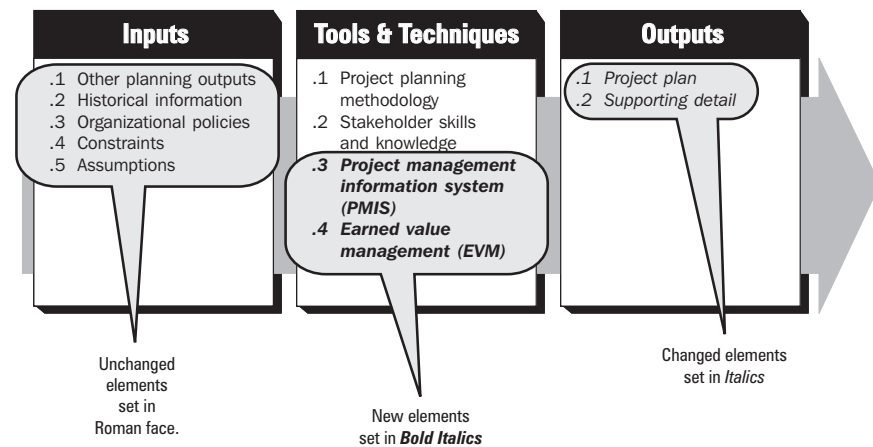 Inputs
.1 Other planning outputs
.2 Historical information
.3 Organizational policies
.4 Constraints
.5 Assumptions
Tools & Techniques
.1 Project planning
methodology
.2 Stakeholder skills
and knowledge
.3 Project management
information system
(PMIS)
.4 Earned value
management (EVM)
Outputs
.1 Project plan
.2 Supporting detail
Unchanged
elements
set in
Roman face.
New elements
set in Bold Italics
Changed elements
set in Italics